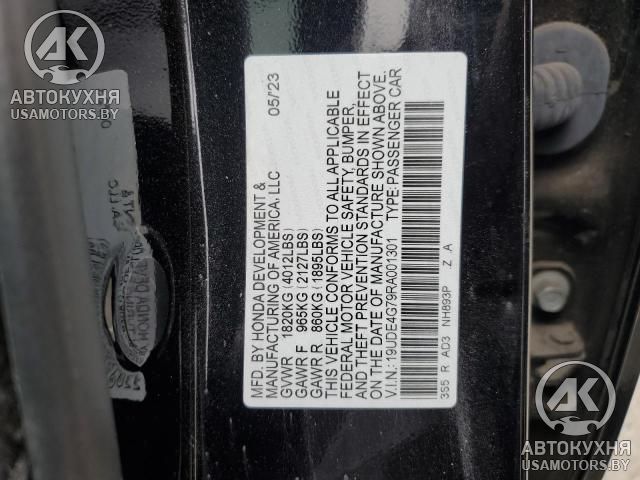 MFD. BY HONDA DEVELOPMENT & 05/'23
MANUFACTURING OF AMERICA, LLC
GVWR 1820KG(4012LBS)
GAWR F 965KG(2127LBS)
GAWR R 860KG(1895LBS)
THIS VEHICLE CONFORMS TO ALL APPLICABLE
FEDERAL MOTOR VEHICLE SAFETY, BUMPER,
AND THEFT PREVENTION STANDARDS IN EFFECT
ON THE DATE OF MANUFACTURE SHOWN ABOVE.
V.I.N.:19UDE4G79RA001301 TYPE:PASSENGER CAR
3S5 R AD3 NH893P Z A
AK
АВТОКУХНЯ
USAMOTORS.BY
AK
АВТОКУХНЯ
USAMOTORS.BY